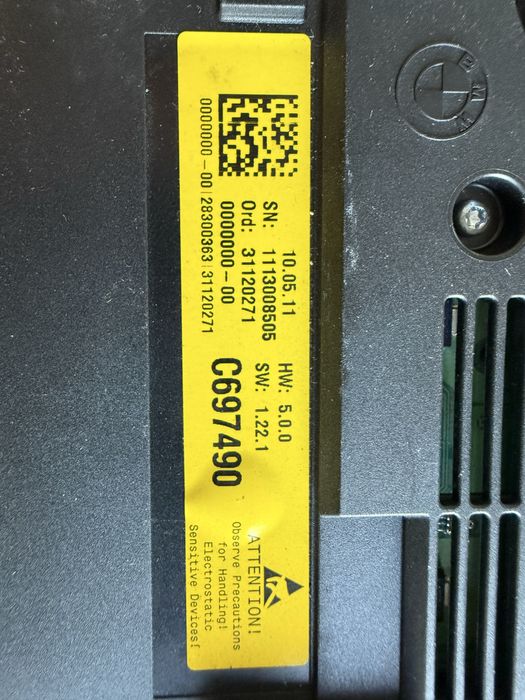 10.05.11
SN: 1113008505
Ord: 31120271
0000000-00
0000000-00|28300363|31120271
HW: 5.0.0
SW: 1.22.1
C697490
ATTENTION!
Observe Precautions
for Handling!
Electrostatic
Sensitive Devices!
BMW